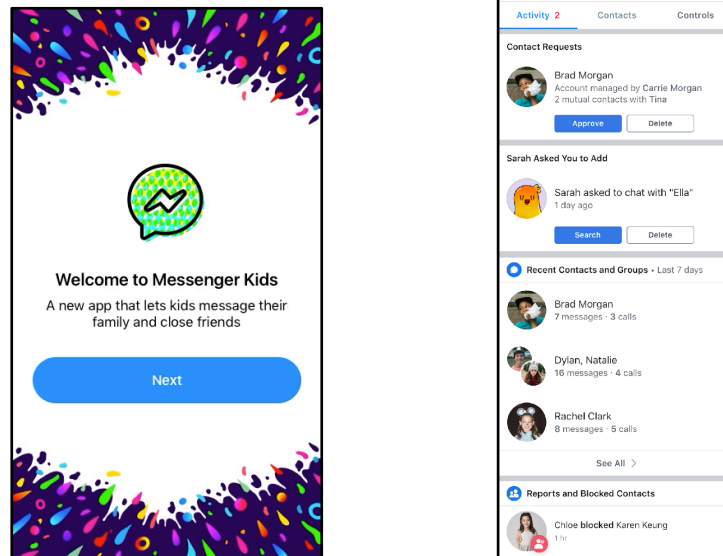 Welcome to Messenger Kids
A new app that lets kids message their
family and close friends
Next
Activity 2 Contacts Controls
Contact Requests
Brad Morgan
Account managed by Carrie Morgan
2 mutual contacts with Tina
Approve Delete
Sarah Asked You to Add
Sarah asked to chat with "Ella"
1 day ago
Search Delete
Recent Contacts and Groups • Last 7 days
Brad Morgan
7 messages · 3 calls
Dylan, Natalie
16 messages · 4 calls
Rachel Clark
8 messages · 5 calls
See All >
Reports and Blocked Contacts
Chloe blocked Karen Keung
1 hr